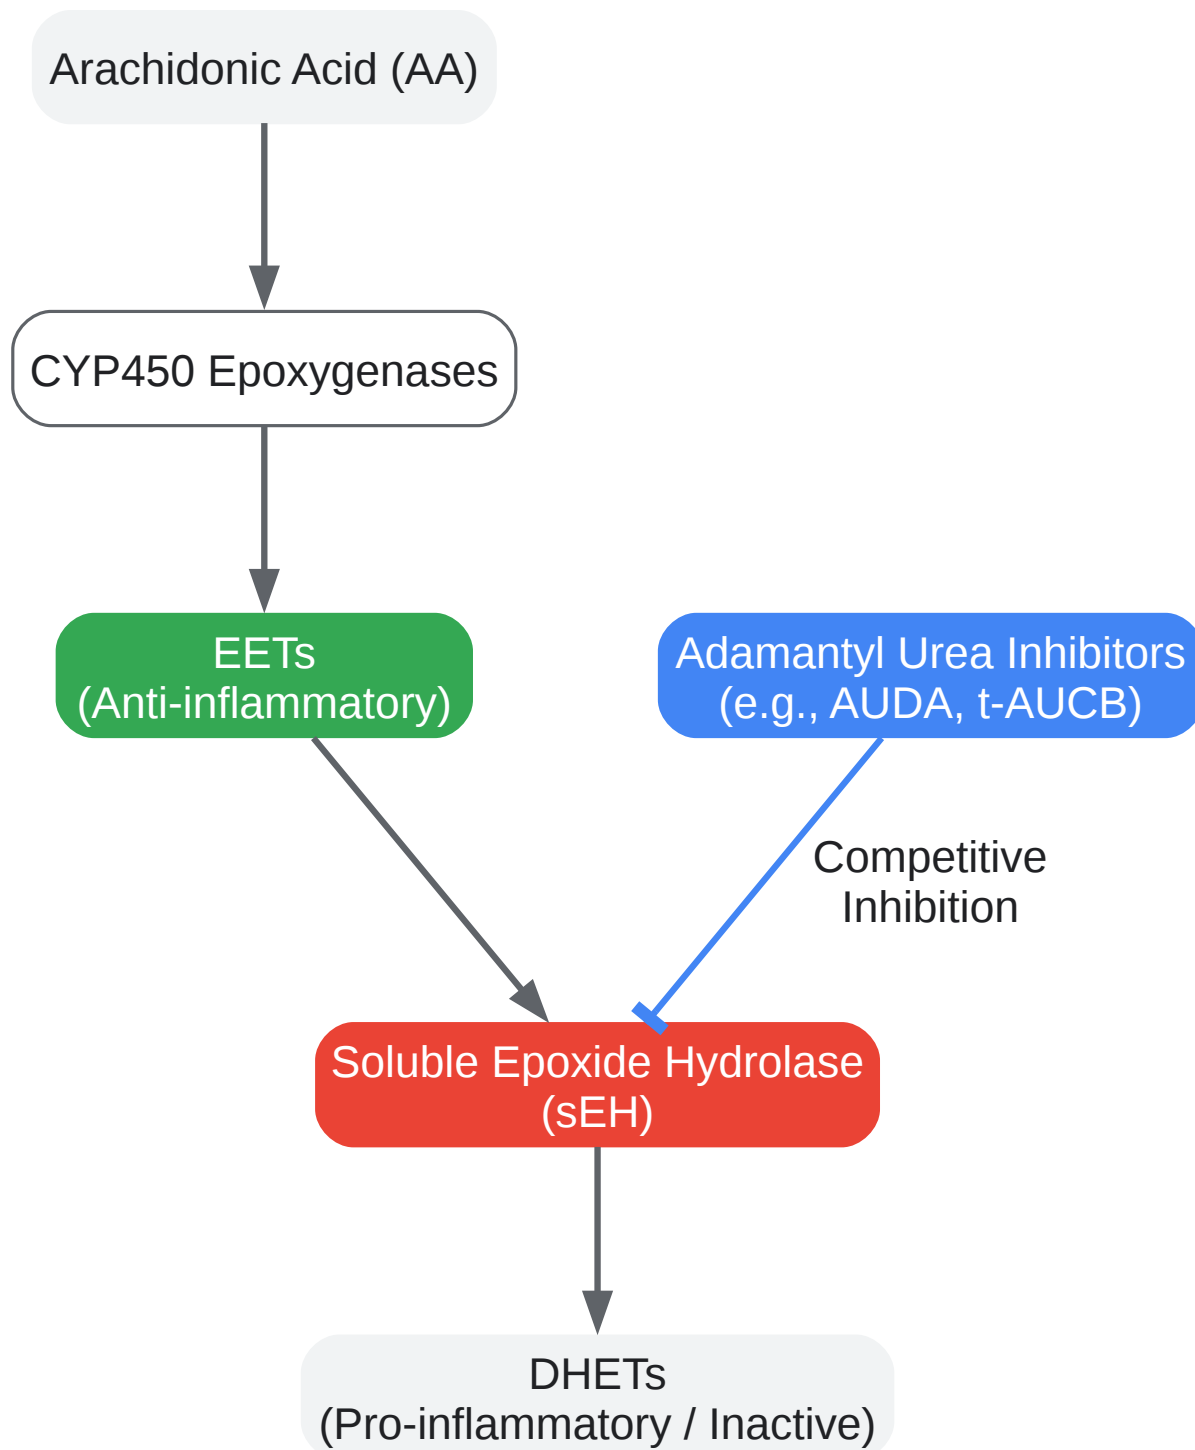 Arachidonic Acid (AA)
CYP450 Epoxygenases
EETs
(Anti-inflammatory)
Adamantyl Urea Inhibitors
(e.g., AUDA, t-AUCB)
Competitive
Inhibition
Soluble Epoxide Hydrolase
(sEH)
DHETs
(Pro-inflammatory / Inactive)